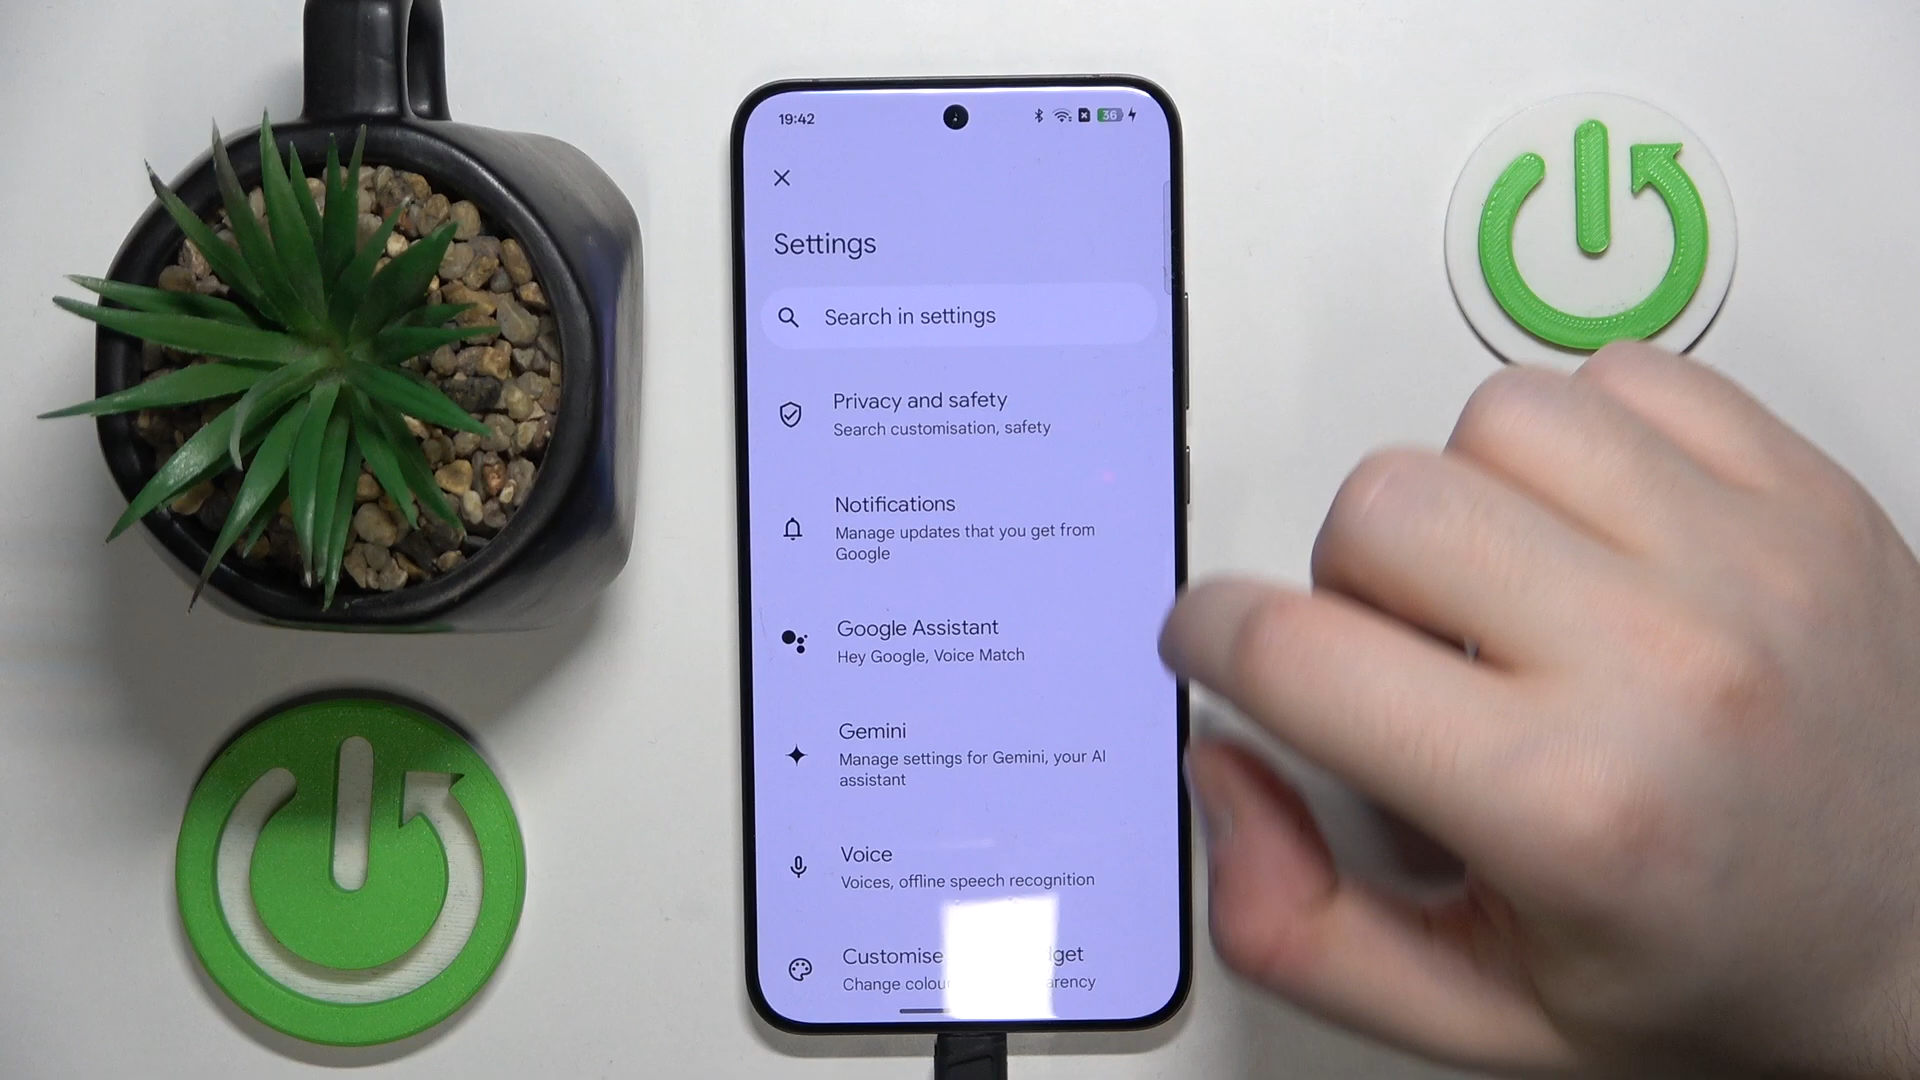 19:42
36
Settings
Search in settings
Privacy and safety
Search customisation, safety
Notifications
Manage updates that you get from
Google
Google Assistant
Hey Google, Voice Match
Gemini
Manage settings for Gemini, your AI
assistant
Voice
Voices, offline speech recognition
Customise
Change